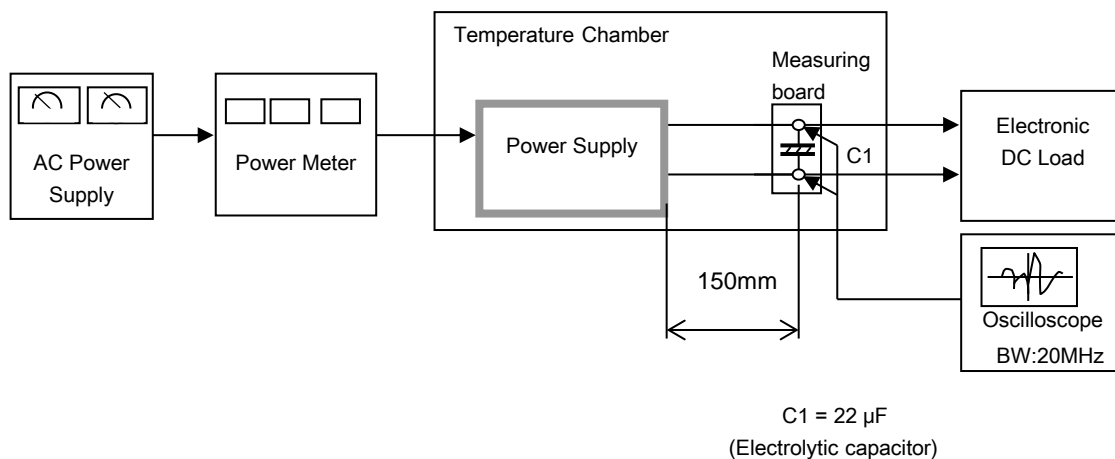 Temperature Chamber
Measuring
board
AC Power
Supply
Power Meter
Power Supply
C1
Electronic
DC Load
150mm
Oscilloscope
BW:20MHz
C1 = 22 µF
(Electrolytic capacitor)